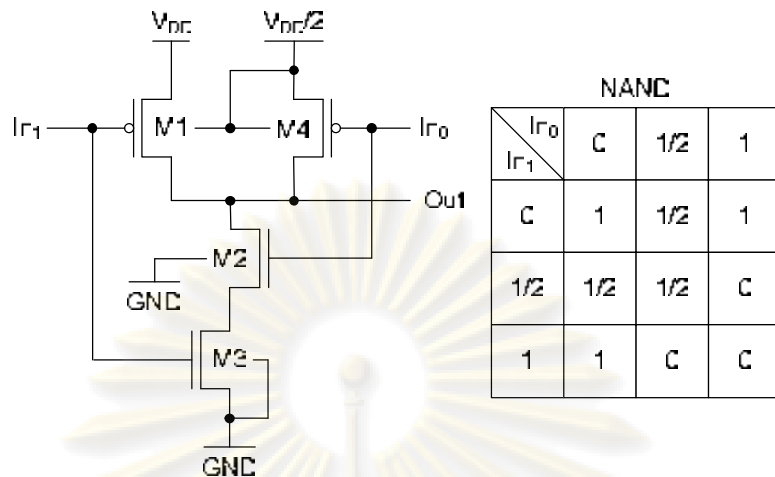 VDD VDD/2
In1 M1 M4 In0
Out
M2
GND
M3
GND
NAND
In0
In1
0 1/2 1
0 1 1/2 1
1/2 1/2 1/2 0
1 1 0 0